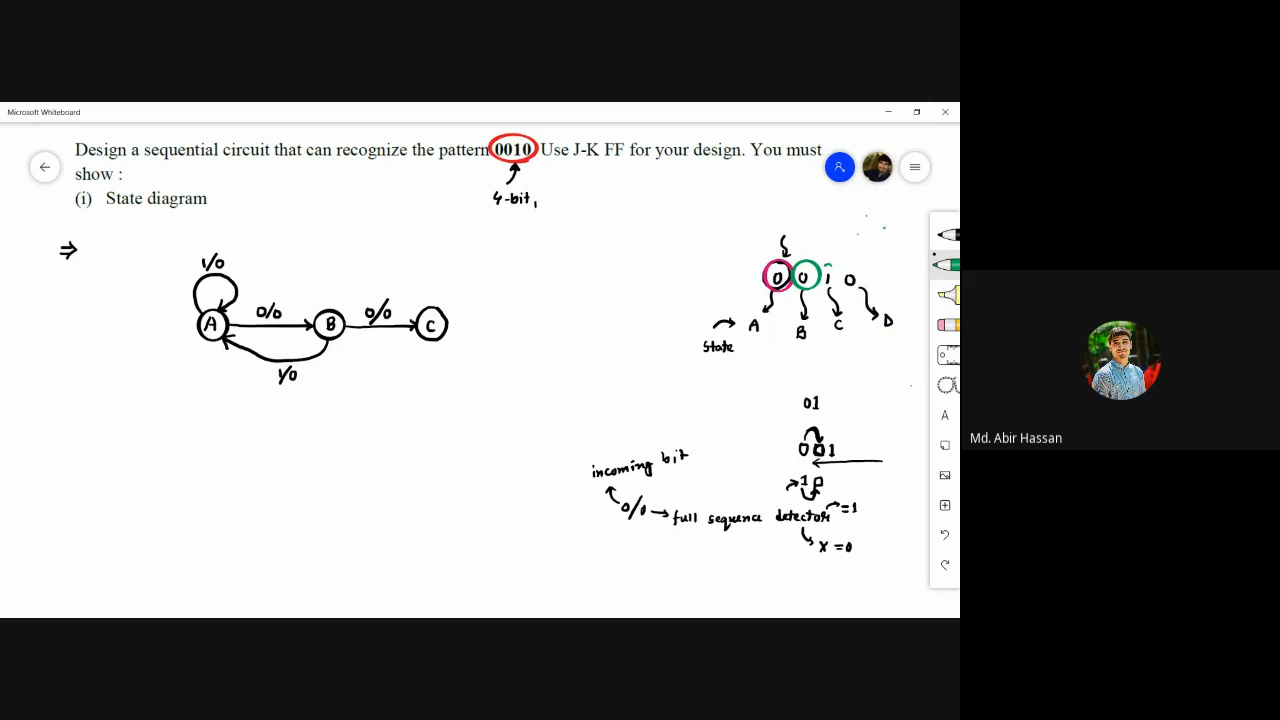 Microsoft Whiteboard
Design a sequential circuit that can recognize the pattern 0010. Use J-K FF for your design. You must
show :
(i) State diagram
4-bit,
⇒
1/0
A 0/0 B 0/0 C
1/0
0 0 1 0
State → A B C D
01
001
incoming bit
10
0/0 → full sequence detector → =1
x =0
A
Md. Abir Hassan